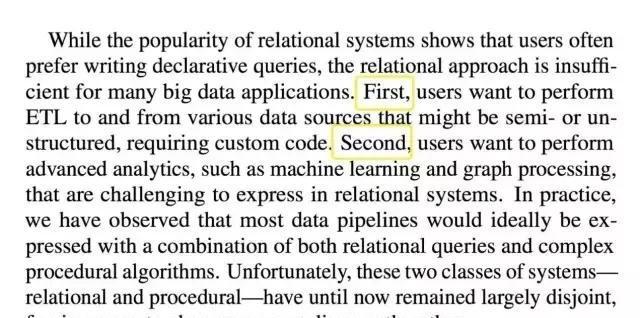 While the popularity of relational systems shows that users often
prefer writing declarative queries, the relational approach is insuffi-
cient for many big data applications. First, users want to perform
ETL to and from various data sources that might be semi- or un-
structured, requiring custom code. Second, users want to perform
advanced analytics, such as machine learning and graph processing,
that are challenging to express in relational systems. In practice,
we have observed that most data pipelines would ideally be ex-
pressed with a combination of both relational queries and complex
procedural algorithms. Unfortunately, these two classes of systems—
relational and procedural—have until now remained largely disjoint,